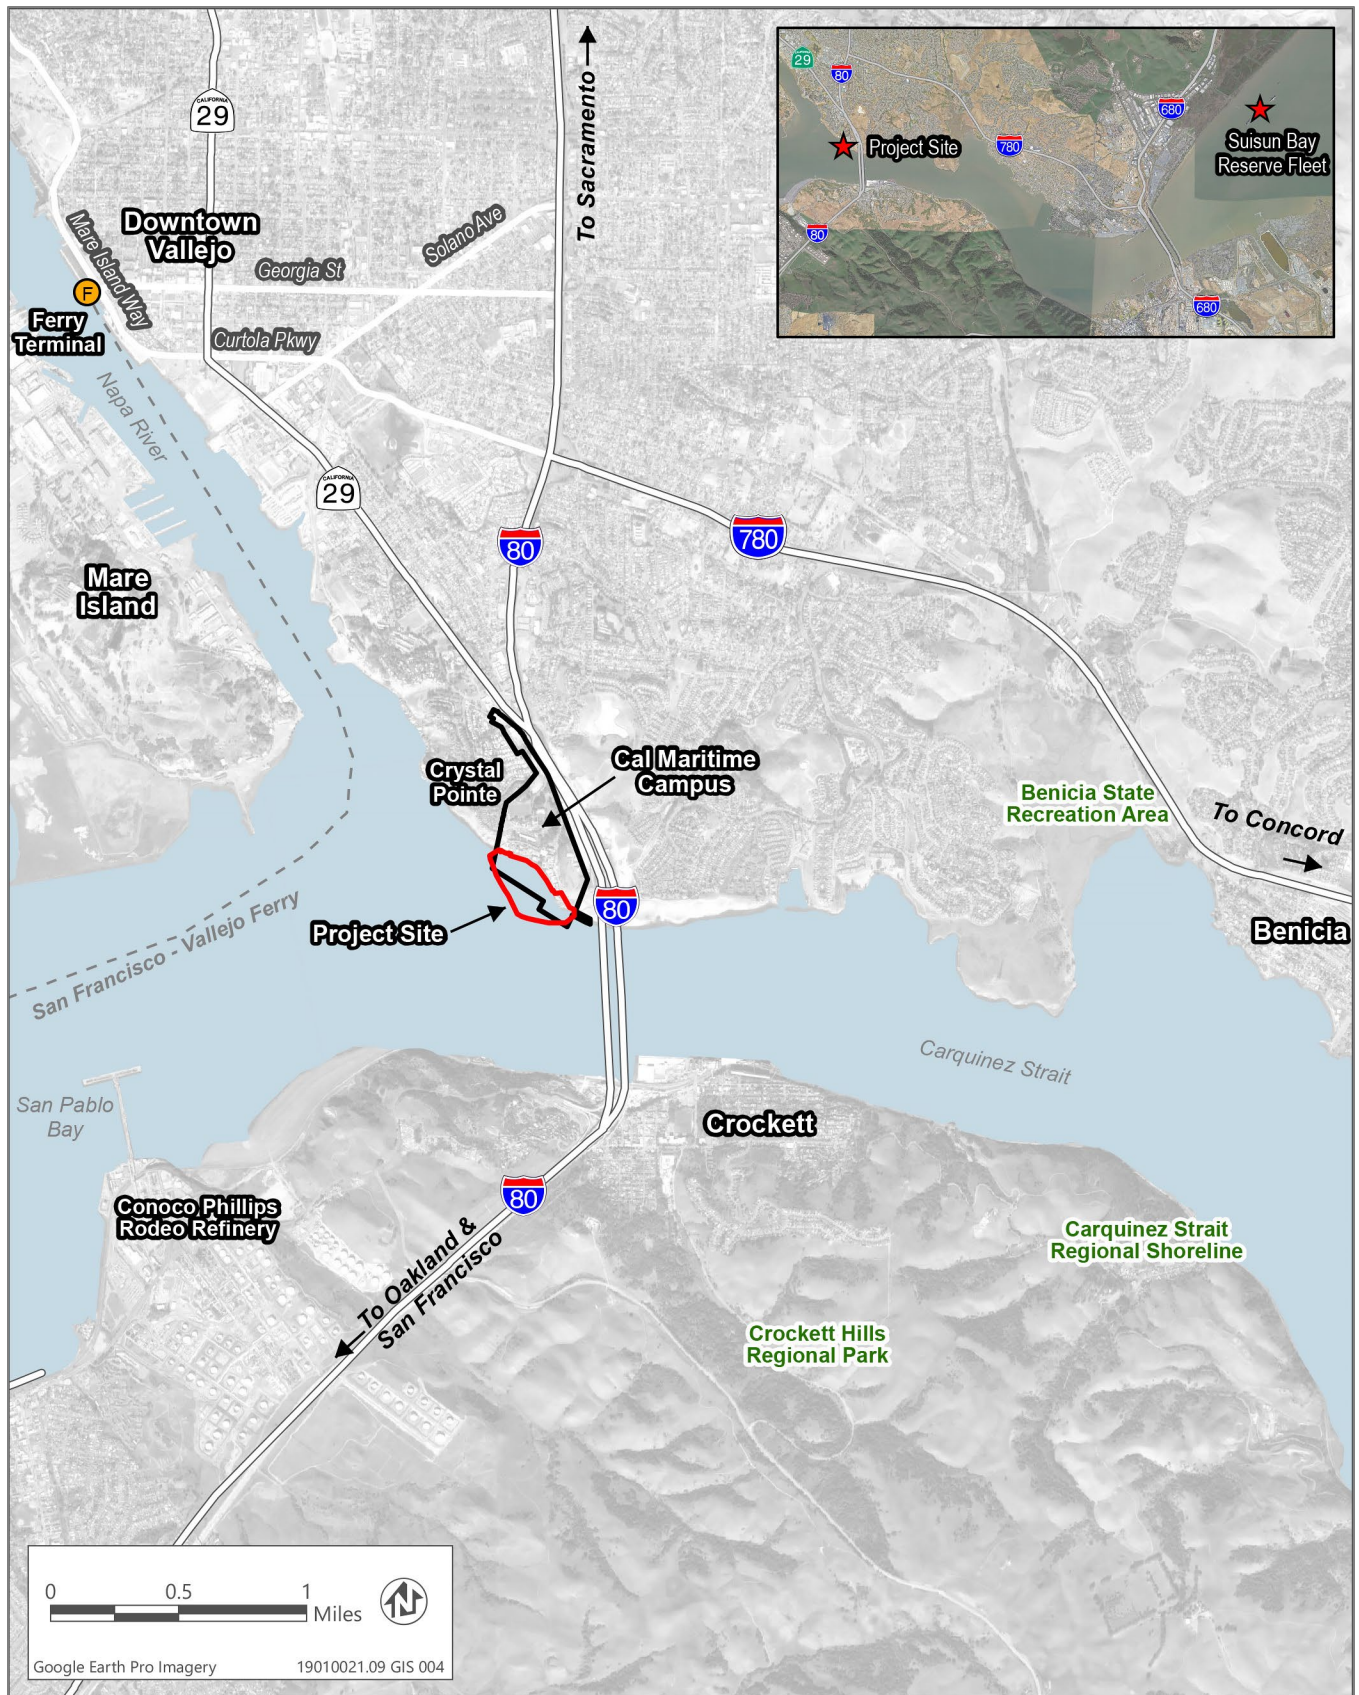 CALIFORNIA
29
To Sacramento
29
80
Project Site
780
680
Suisun Bay
Reserve Fleet
80
680
Downtown
Vallejo
Mare Island Way
Solano Ave
Georgia St
F
Ferry
Terminal
Curtola Pkwy
Napa River
CALIFORNIA
29
80
780
Mare
Island
Crystal
Pointe
Cal Maritime
Campus
Benicia State
Recreation Area
To Concord
80
Project Site
Benicia
San Francisco - Vallejo Ferry
Carquinez Strait
San Pablo
Bay
Crockett
80
Conoco Phillips
Rodeo Refinery
To Oakland &
San Francisco
Carquinez Strait
Regional Shoreline
Crockett Hills
Regional Park
0 0.5 1
Miles
N
Google Earth Pro Imagery 19010021.09 GIS 004